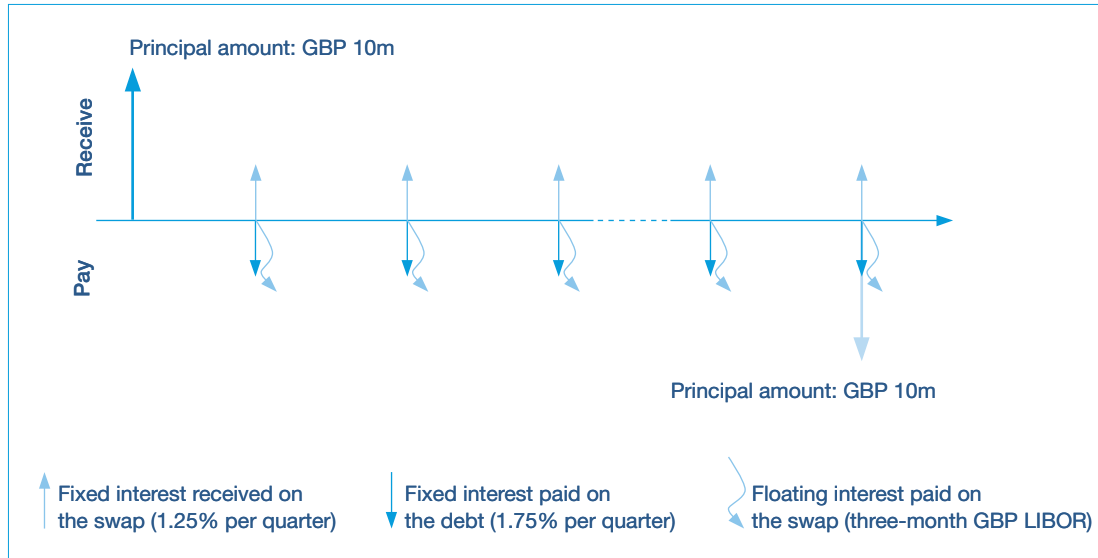 Principal amount: GBP 10m
Receive
Pay
Principal amount: GBP 10m
Fixed interest received on
the swap (1.25% per quarter)
Fixed interest paid on
the debt (1.75% per quarter)
Floating interest paid on
the swap (three-month GBP LIBOR)